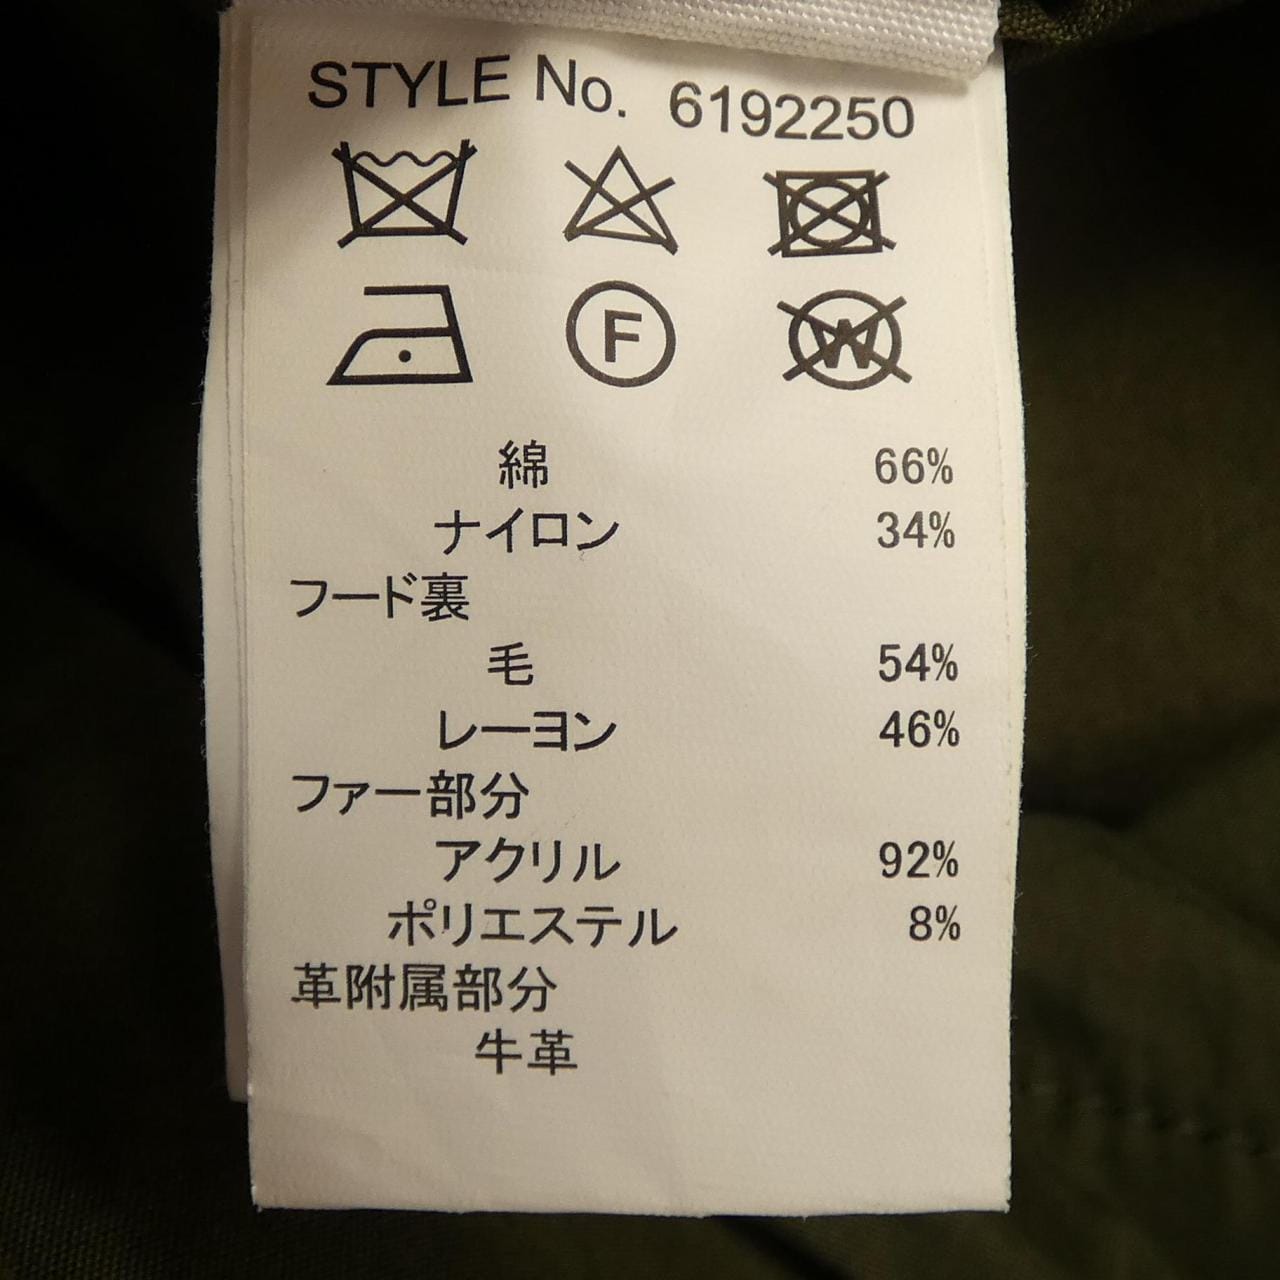 STYLE No. 6192250
F W
綿 66%
ナイロン 34%
フード裏
毛 54%
レーヨン 46%
ファー部分
アクリル 92%
ポリエステル 8%
革附属部分
牛革